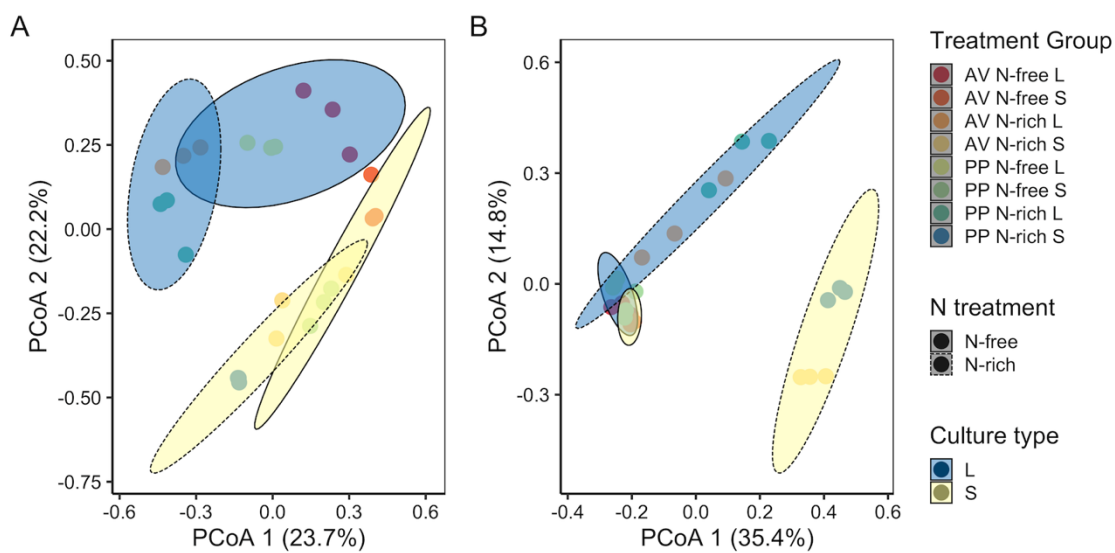 A
PCoA 2 (22.2%)
0.50
0.25
0.00
-0.25
-0.50
-0.75
-0.6
-0.3
0.0
0.3
0.6
PCoA 1 (23.7%)
B
PCoA 2 (14.8%)
0.6
0.3
0.0
-0.3
-0.4
-0.2
0.0
0.2
0.4
0.6
PCoA 1 (35.4%)
Treatment Group
AV N-free L
AV N-free S
AV N-rich L
AV N-rich S
PP N-free L
PP N-free S
PP N-rich L
PP N-rich S
N treatment
N-free
N-rich
Culture type
L
S